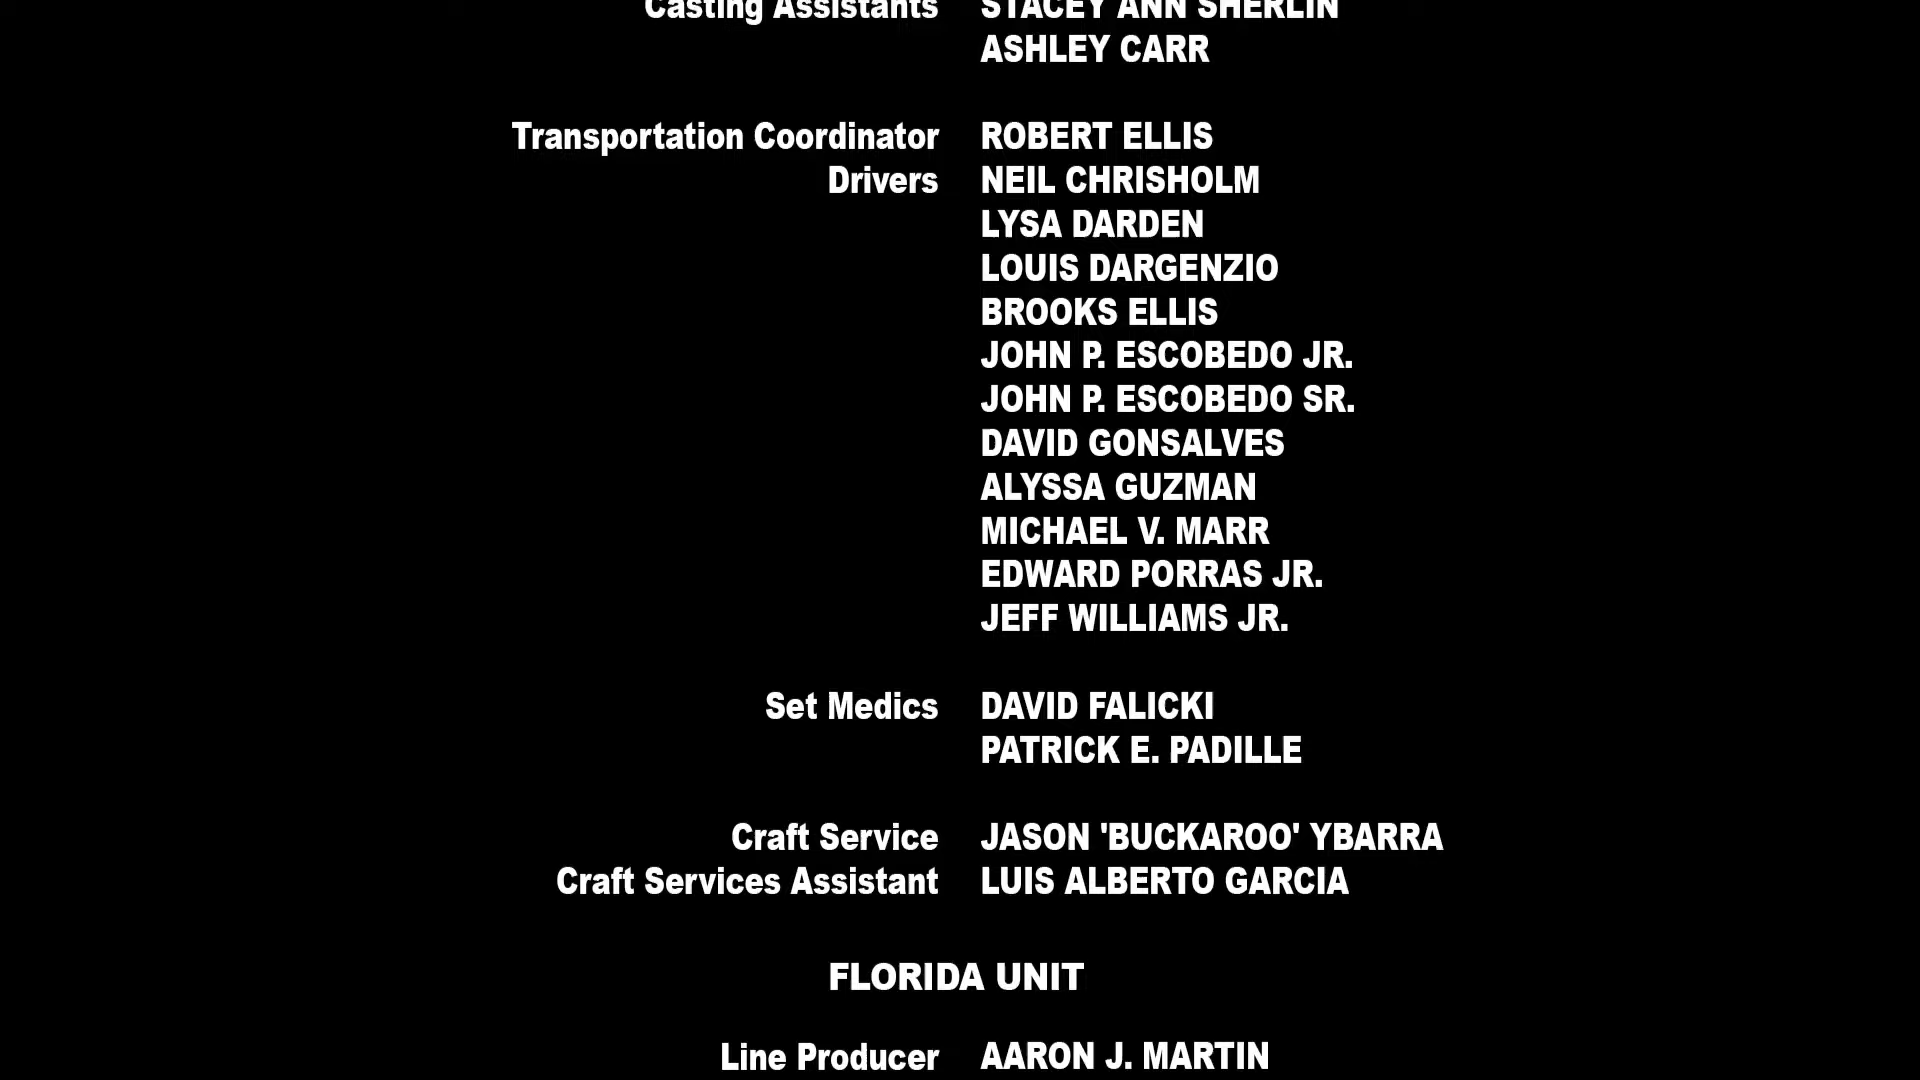 Casting Assistants STACEY ANN SHERLIN
ASHLEY CARR
Transportation Coordinator ROBERT ELLIS
Drivers NEIL CHRISHOLM
LYSA DARDEN
LOUIS DARGENZIO
BROOKS ELLIS
JOHN P. ESCOBEDO JR.
JOHN P. ESCOBEDO SR.
DAVID GONSALVES
ALYSSA GUZMAN
MICHAEL V. MARR
EDWARD PORRAS JR.
JEFF WILLIAMS JR.
Set Medics DAVID FALICKI
PATRICK E. PADILLE
Craft Service JASON 'BUCKAROO' YBARRA
Craft Services Assistant LUIS ALBERTO GARCIA
FLORIDA UNIT
Line Producer AARON J. MARTIN